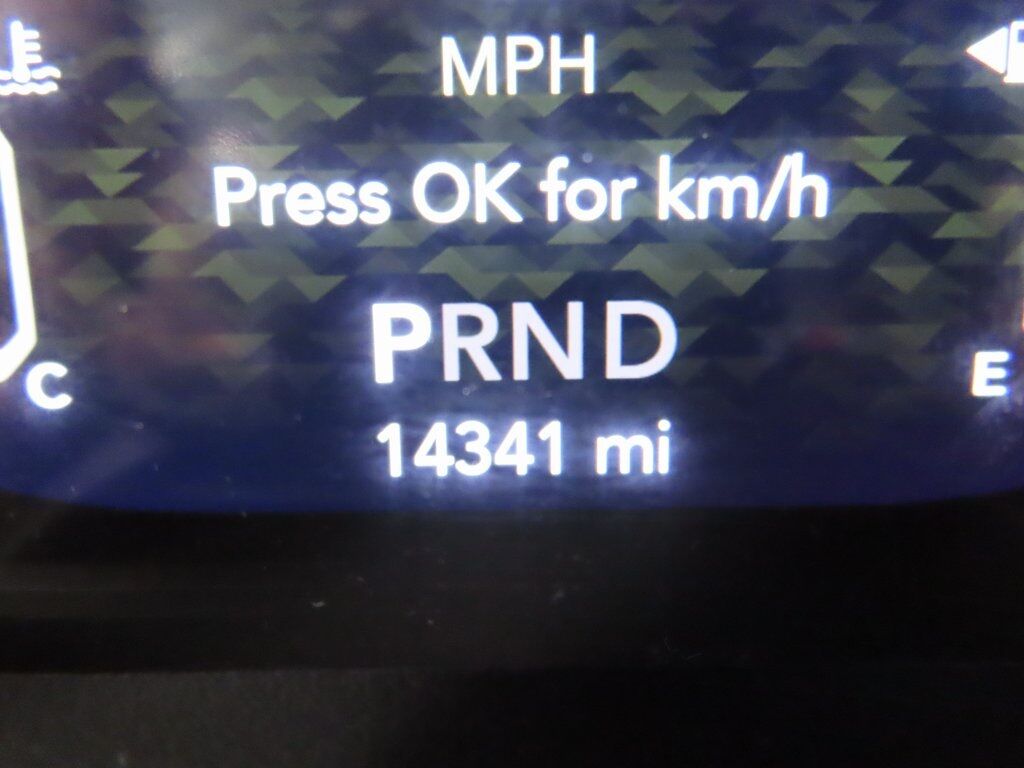 MPH
Press OK for km/h
PRND
C
E
14341 mi